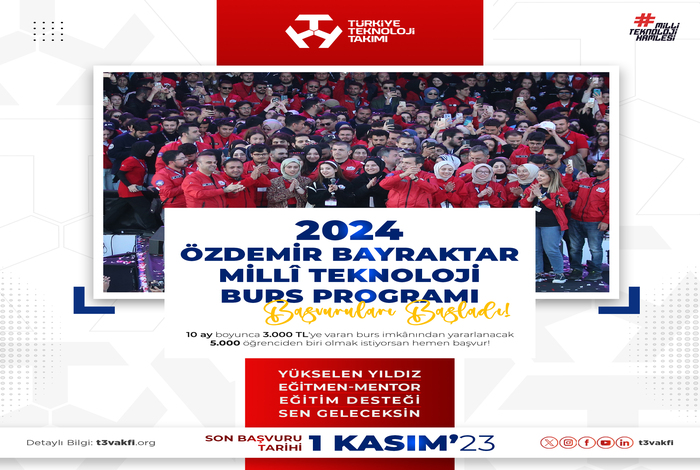 TÜRKİYE
TEKNOLOJİ
TAKIMI
#MİLLİ
TEKNOLOJİ
HAMLESİ
2024
ÖZDEMİR BAYRAKTAR
MİLLÎ TEKNOLOJİ
BURS PROGRAMI
Başvuruları Başladı!
10 ay boyunca 3.000 TL'ye varan burs imkânından yararlanacak
5.000 öğrenciden biri olmak istiyorsan hemen başvur!
YÜKSELEN YILDIZ
EĞİTMEN-MENTOR
EĞİTİM DESTEĞİ
SEN GELECEKSİN
Detaylı Bilgi: t3vakfi.org
SON BAŞVURU
TARİHİ
1 KASIM'23
t3vakfi